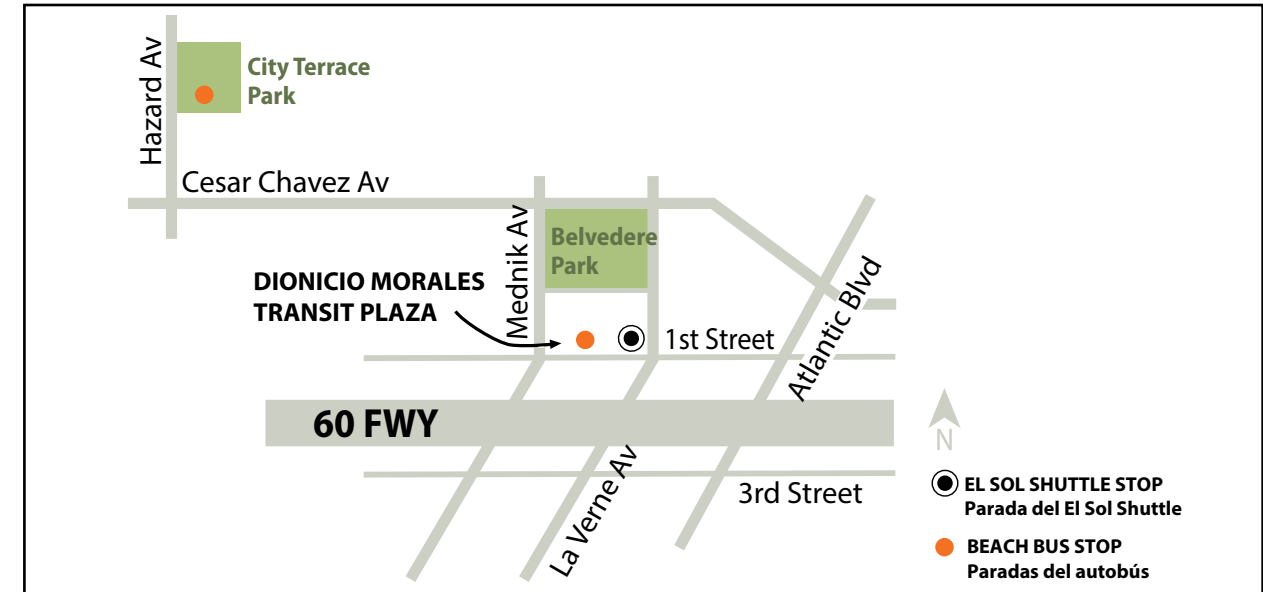 Hazard Av
City Terrace
Park
Cesar Chavez Av
Mednik Av
Belvedere
Park
DIONICIO MORALES
TRANSIT PLAZA
1st Street
Atlantic Blvd
60 FWY
N
La Verne Av
3rd Street
EL SOL SHUTTLE STOP
Parada del El Sol Shuttle
BEACH BUS STOP
Paradas del autobús